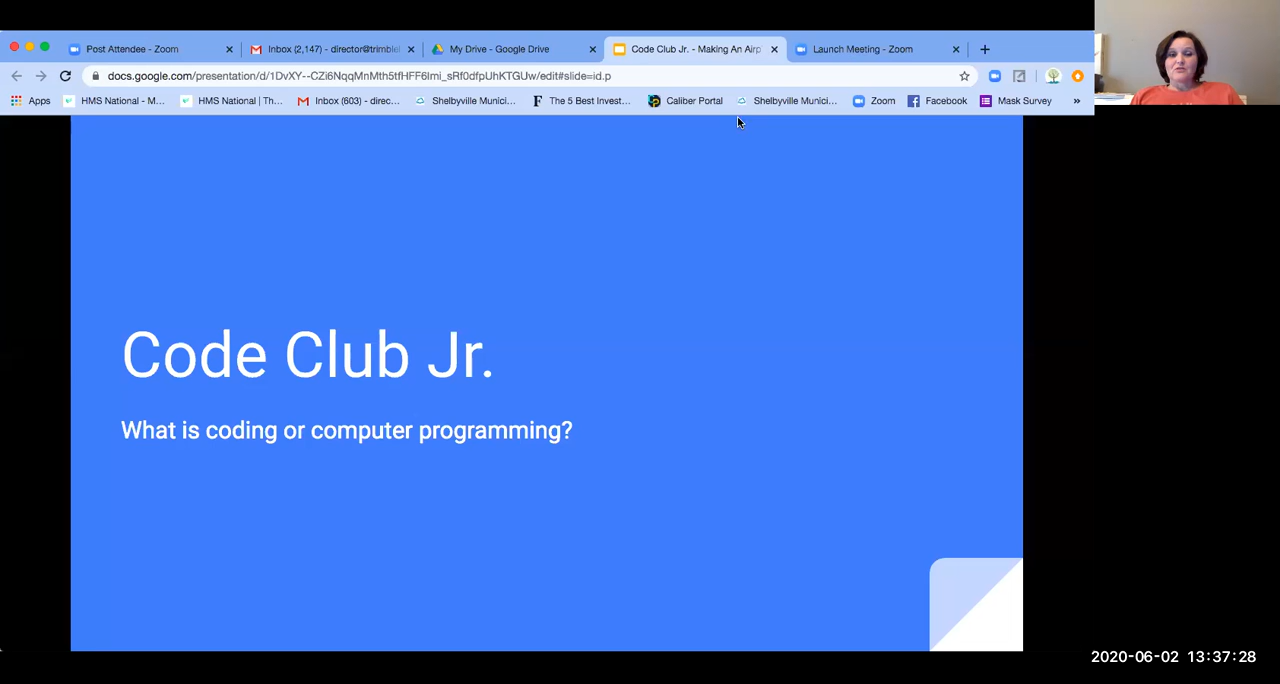 Post Attendee - Zoom
Inbox (2,147) - director@trimblel
My Drive - Google Drive
Code Club Jr. - Making An Airp
Launch Meeting - Zoom
docs.google.com/presentation/d/1DvXY--CZi6NqqMnMth5tfHFF6Imi_sRf0dfpUhKTGUw/edit#slide=id.p
Apps
HMS National - M...
HMS National | Th...
Inbox (603) - direc...
Shelbyville Munici...
The 5 Best Invest...
Caliber Portal
Shelbyville Munici...
Zoom
Facebook
Mask Survey
»
Code Club Jr.
What is coding or computer programming?
2020-06-02 13:37:28